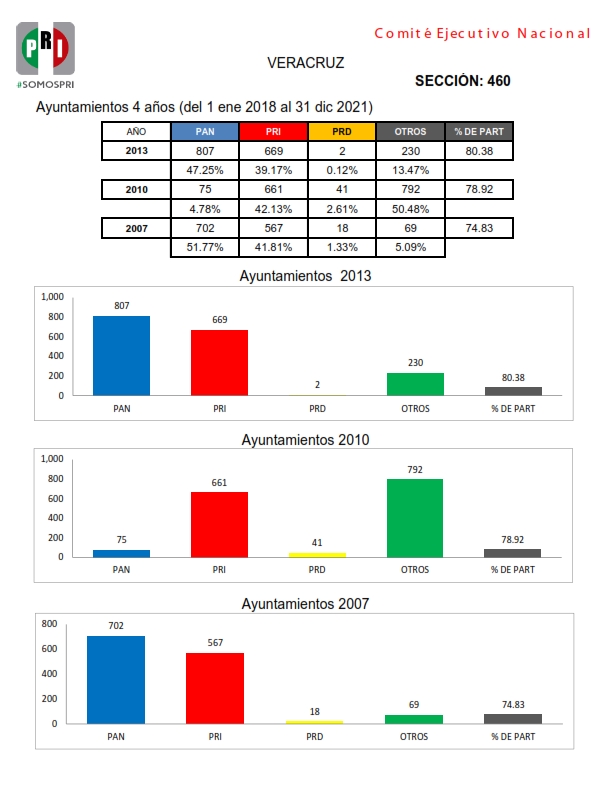 Comité Ejecutivo Nacional
PRI
#SOMOSPRI
VERACRUZ
SECCIÓN: 460
Ayuntamientos 4 años (del 1 ene 2018 al 31 dic 2021)
AÑO PAN PRI PRD OTROS % DE PART
2013 807 669 2 230 80.38
47.25% 39.17% 0.12% 13.47%
2010 75 661 41 792 78.92
4.78% 42.13% 2.61% 50.48%
2007 702 567 18 69 74.83
51.77% 41.81% 1.33% 5.09%
Ayuntamientos 2013
1,000
800
600
400
200
0
807
669
2
230
80.38
PAN PRI PRD OTROS % DE PART
Ayuntamientos 2010
1,000
800
600
400
200
0
75
661
41
792
78.92
PAN PRI PRD OTROS % DE PART
Ayuntamientos 2007
800
600
400
200
0
702
567
18
69
74.83
PAN PRI PRD OTROS % DE PART